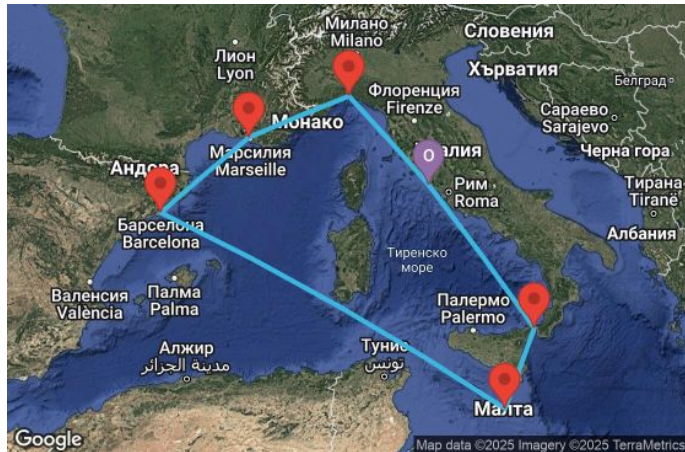 Милано
Milano
Словения
Лион
Lyon
Хърватия
Белград
Флоренция
Firenze
Сараево
Sarajevo
Монако
Марсилия
Marseille
Черна гора
О
Андора
Рим
Roma
Тирана
Tiranë
Барселона
Barcelona
Албания
Тиренско
море
Валенсия
València
Палма
Palma
Палермо
Palermo
Алжир
مدينة الجزائر
Тунис
تونس
Малта
Google
Map data ©2025 Imagery ©2025 TerraMetrics